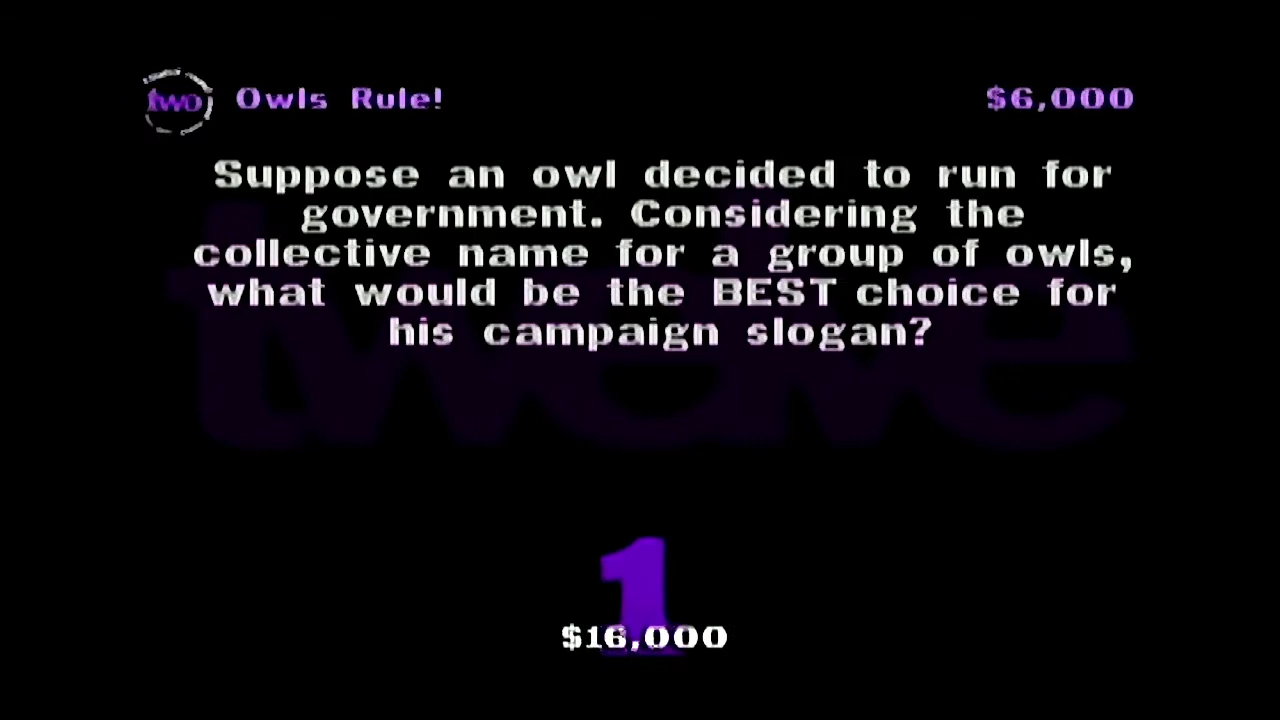 two Owls Rule! $6,000
Suppose an owl decided to run for
government. Considering the
collective name for a group of owls,
what would be the BEST choice for
his campaign slogan?
twelve
1
$16,000